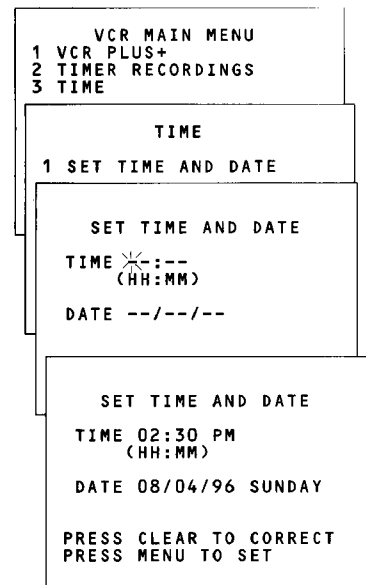 VCR MAIN MENU
1 VCR PLUS+
2 TIMER RECORDINGS
3 TIME
TIME
1 SET TIME AND DATE
SET TIME AND DATE
TIME --:--
(HH:MM)
DATE --/--/--
SET TIME AND DATE
TIME 02:30 PM
(HH:MM)
DATE 08/04/96 SUNDAY
PRESS CLEAR TO CORRECT
PRESS MENU TO SET